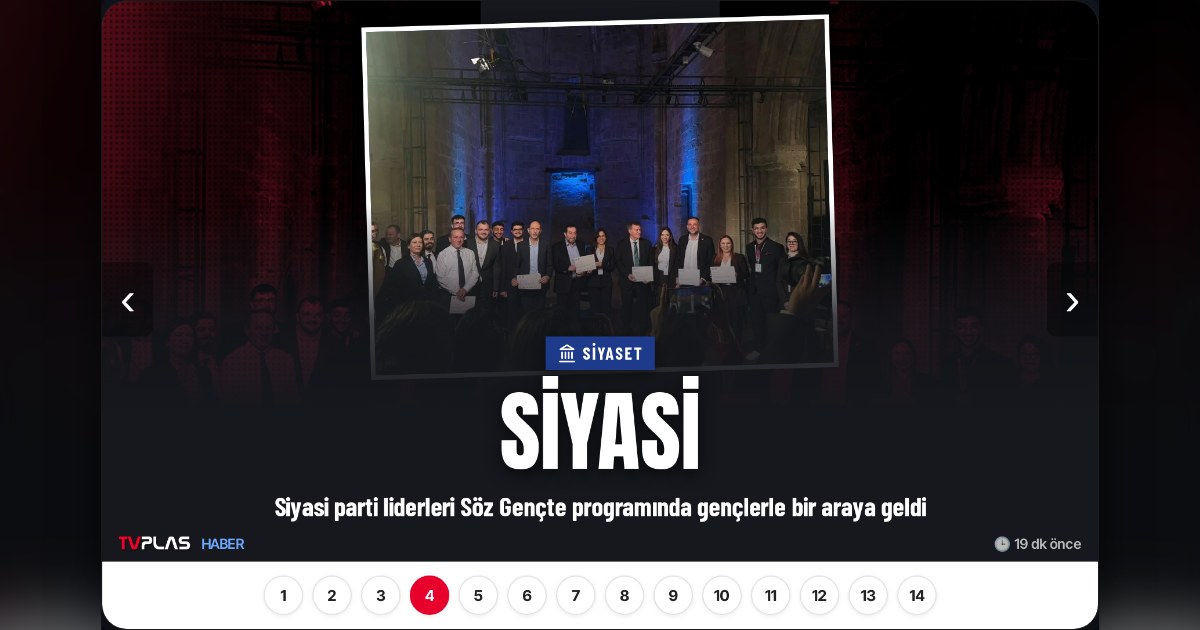 SİYASET
SİYASİ
Siyasi parti liderleri Söz Gençte programında gençlerle bir araya geldi
TVPLAS HABER
19 dk önce
1 2 3 4 5 6 7 8 9 10 11 12 13 14